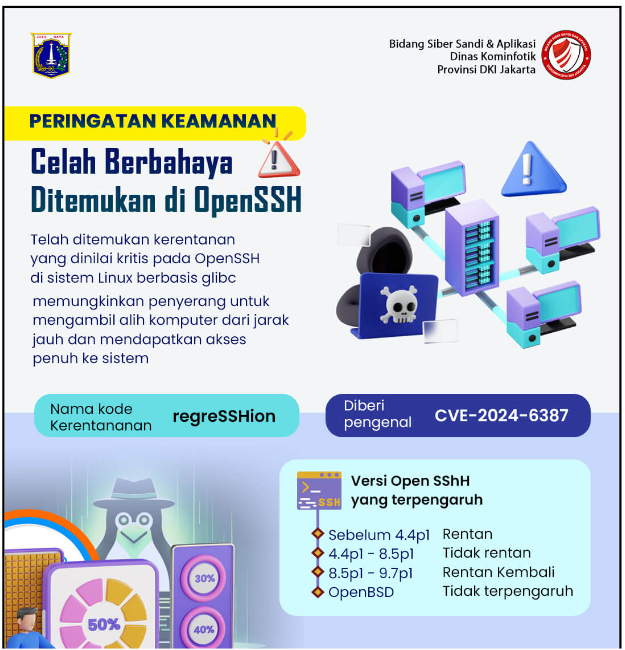 JAYA RAYA
Bidang Siber Sandi & Aplikasi
Dinas Kominfotik
Provinsi DKI Jakarta
PERINGATAN KEAMANAN
Celah Berbahaya
Ditemukan di OpenSSH
Telah ditemukan kerentanan
yang dinilai kritis pada OpenSSH
di sistem Linux berbasis glibc
memungkinkan penyerang untuk
mengambil alih komputer dari jarak
jauh dan mendapatkan akses
penuh ke sistem
Nama kode
Kerentananan
regreSSHion
Diberi
pengenal
CVE-2024-6387
SSH
Versi Open SShH
yang terpengaruh
Sebelum 4.4p1 Rentan
4.4p1 - 8.5p1 Tidak rentan
8.5p1 - 9.7p1 Rentan Kembali
OpenBSD Tidak terpengaruh
50%
30%
40%